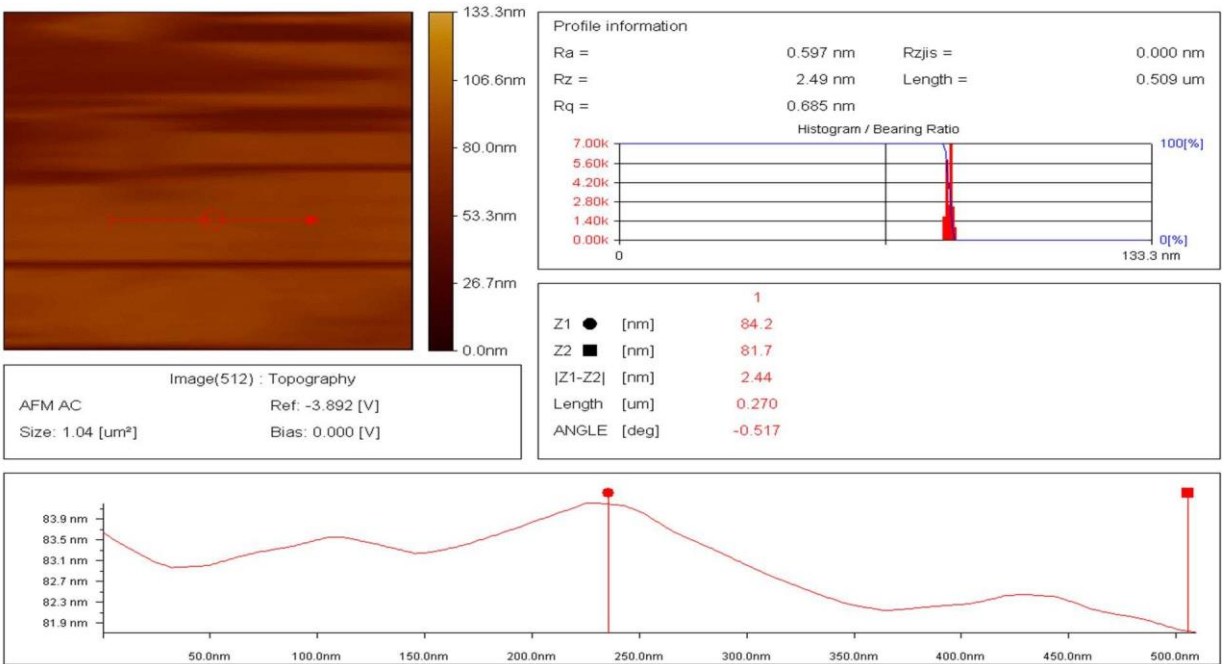 133.3nm
106.6nm
80.0nm
53.3nm
26.7nm
0.0nm
Profile information
Ra = 0.597 nm Rzjis = 0.000 nm
Rz = 2.49 nm Length = 0.509 um
Rq = 0.685 nm
Histogram / Bearing Ratio
7.00k 100[%]
5.60k
4.20k
2.80k
1.40k
0.00k 0[%]
0 133.3 nm
1
Z1 [nm] 84.2
Z2 [nm] 81.7
|Z1-Z2| [nm] 2.44
Length [um] 0.270
ANGLE [deg] -0.517
Image(512) : Topography
AFM AC Ref: -3.892 [V]
Size: 1.04 [um²] Bias: 0.000 [V]
83.9 nm
83.5 nm
83.1 nm
82.7 nm
82.3 nm
81.9 nm
50.0nm 100.0nm 150.0nm 200.0nm 250.0nm 300.0nm 350.0nm 400.0nm 450.0nm 500.0nm